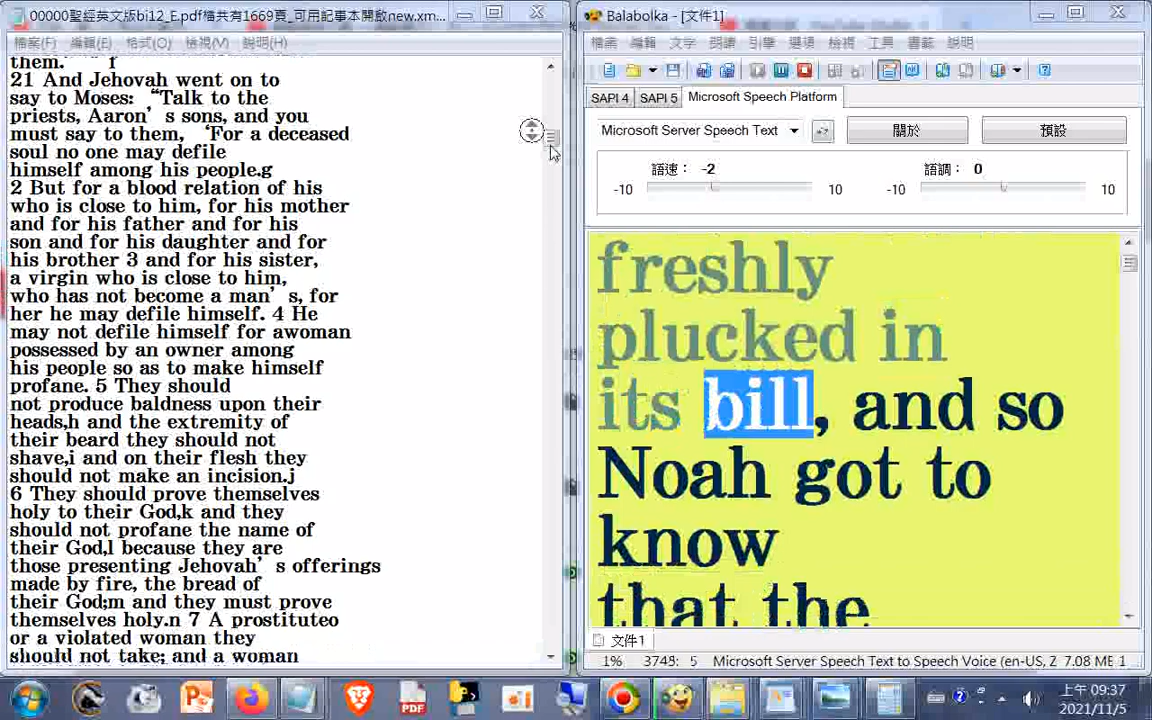 00000聖經英文版bi12_E.pdf檔共有1669頁_可用記事本開啟new.xm...
檔案(F) 編輯(E) 格式(O) 檢視(V) 說明(H)
them.” f
21 And Jehovah went on to
say to Moses: “Talk to the
priests, Aaron’s sons, and you
must say to them, ‘For a deceased
soul no one may defile
himself among his people.g
2 But for a blood relation of his
who is close to him, for his mother
and for his father and for his
son and for his daughter and for
his brother 3 and for his sister,
a virgin who is close to him,
who has not become a man’s, for
her he may defile himself. 4 He
may not defile himself for awoman
possessed by an owner among
his people so as to make himself
profane. 5 They should
not produce baldness upon their
heads,h and the extremity of
their beard they should not
shave,i and on their flesh they
should not make an incision.j
6 They should prove themselves
holy to their God,k and they
should not profane the name of
their God,l because they are
those presenting Jehovah’s offerings
made by fire, the bread of
their God;m and they must prove
themselves holy.n 7 A prostituteo
or a violated woman they
should not take; and a woman
Balabolka - [文件1]
檔案 編輯 文字 朗讀 引擎 選項 檢視 工具 書籤 說明
SAPI 4 SAPI 5 Microsoft Speech Platform
Microsoft Server Speech Text 關於 預設
語速： -2 語調： 0
-10 10 -10 10
freshly
plucked in
its bill, and so
Noah got to
know
that the
文件1
1% 3748: 5 Microsoft Server Speech Text to Speech Voice (en-US, Z 7.08 MB 1
PDF
上午 09:37
2021/11/5